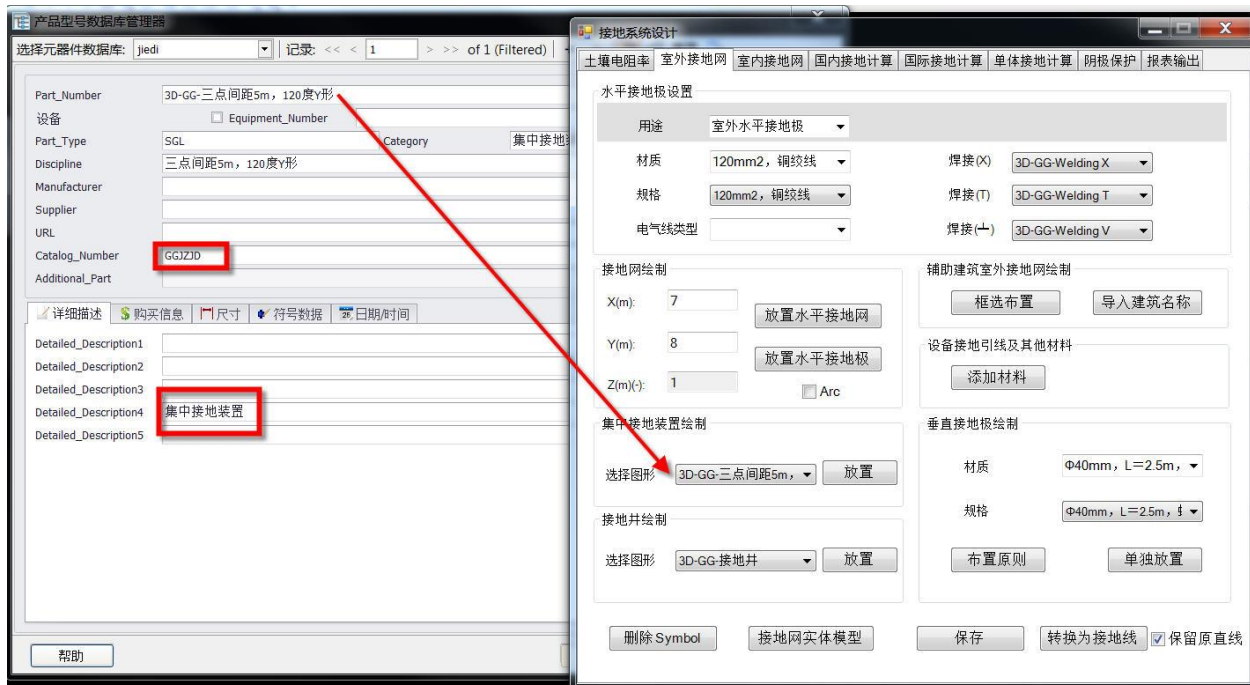 产品型号数据库管理器
选择元器件数据库: jiedi 记录: << < 1 > >> of 1 (Filtered)
Part_Number 3D-GG-三点间距5m，120度Y形
设备 Equipment_Number
Part_Type SGL Category 集中接地
Discipline 三点间距5m，120度Y形
Manufacturer
Supplier
URL
Catalog_Number GGJZJD
Additional_Part
详细描述 购买信息 尺寸 符号数据 日期/时间
Detailed_Description1
Detailed_Description2
Detailed_Description3
Detailed_Description4 集中接地装置
Detailed_Description5
帮助
接地系统设计
土壤电阻率 室外接地网 室内接地网 国内接地计算 国际接地计算 单体接地计算 阴极保护 报表输出
水平接地极设置
用途 室外水平接地极
材质 120mm2，铜绞线 焊接(X) 3D-GG-Welding X
规格 120mm2，铜绞线 焊接(T) 3D-GG-Welding T
电气线类型 焊接(┻) 3D-GG-Welding V
接地网绘制
X(m): 7 放置水平接地网
Y(m): 8 放置水平接地极
Z(m)(-): 1 Arc
辅助建筑室外接地网绘制
框选布置 导入建筑名称
设备接地引线及其他材料
添加材料
集中接地装置绘制
选择图形 3D-GG-三点间距5m， 放置
垂直接地极绘制
材质 Φ40mm，L＝2.5m，
规格 Φ40mm，L＝2.5m，
布置原则 单独放置
接地井绘制
选择图形 3D-GG-接地井 放置
删除 Symbol 接地网实体模型 保存 转换为接地线 保留原直线